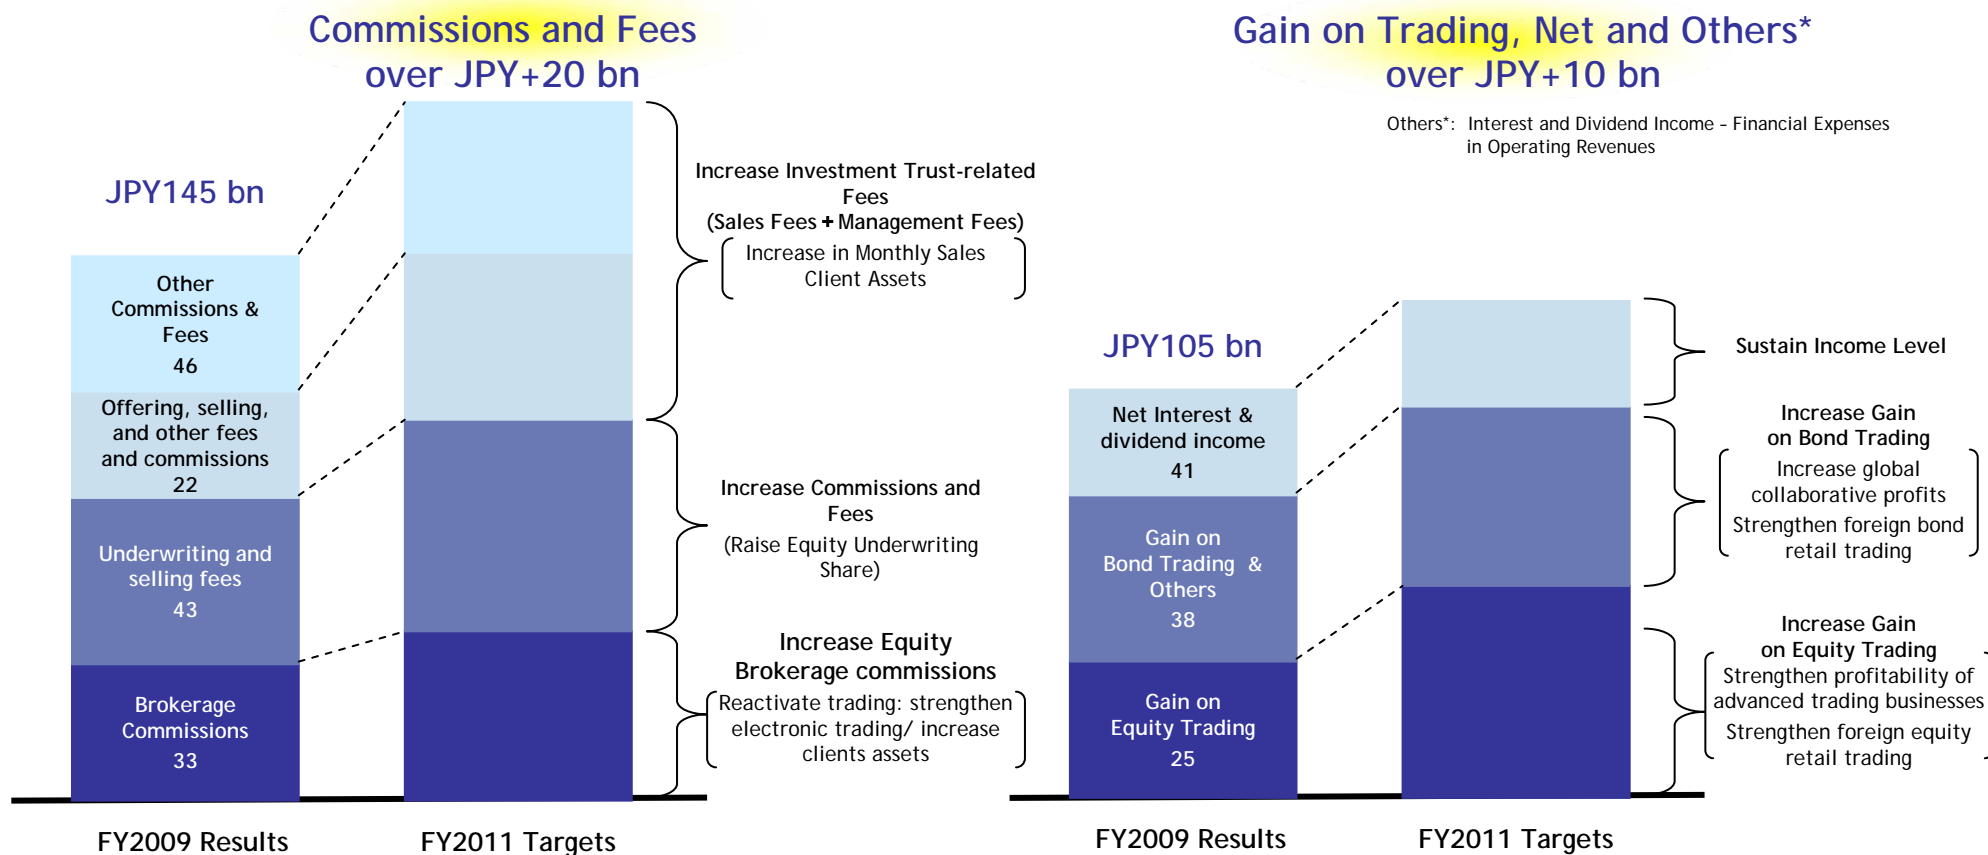 Commissions and Fees
over JPY+20 bn
JPY145 bn
Other
Commissions &
Fees
46
Offering, selling,
and other fees
and commissions
22
Underwriting and
selling fees
43
Brokerage
Commissions
33
FY2009 Results
FY2011 Targets
Increase Investment Trust-related
Fees
(Sales Fees + Management Fees)
Increase in Monthly Sales
Client Assets
Increase Commissions and
Fees
(Raise Equity Underwriting
Share)
Increase Equity
Brokerage commissions
Reactivate trading: strengthen
electronic trading/ increase
clients assets
Gain on Trading, Net and Others*
over JPY+10 bn
Others*: Interest and Dividend Income – Financial Expenses
in Operating Revenues
JPY105 bn
Net Interest &
dividend income
41
Gain on
Bond Trading &
Others
38
Gain on
Equity Trading
25
FY2009 Results
FY2011 Targets
Sustain Income Level
Increase Gain
on Bond Trading
Increase global
collaborative profits
Strengthen foreign bond
retail trading
Increase Gain
on Equity Trading
Strengthen profitability of
advanced trading businesses
Strengthen foreign equity
retail trading